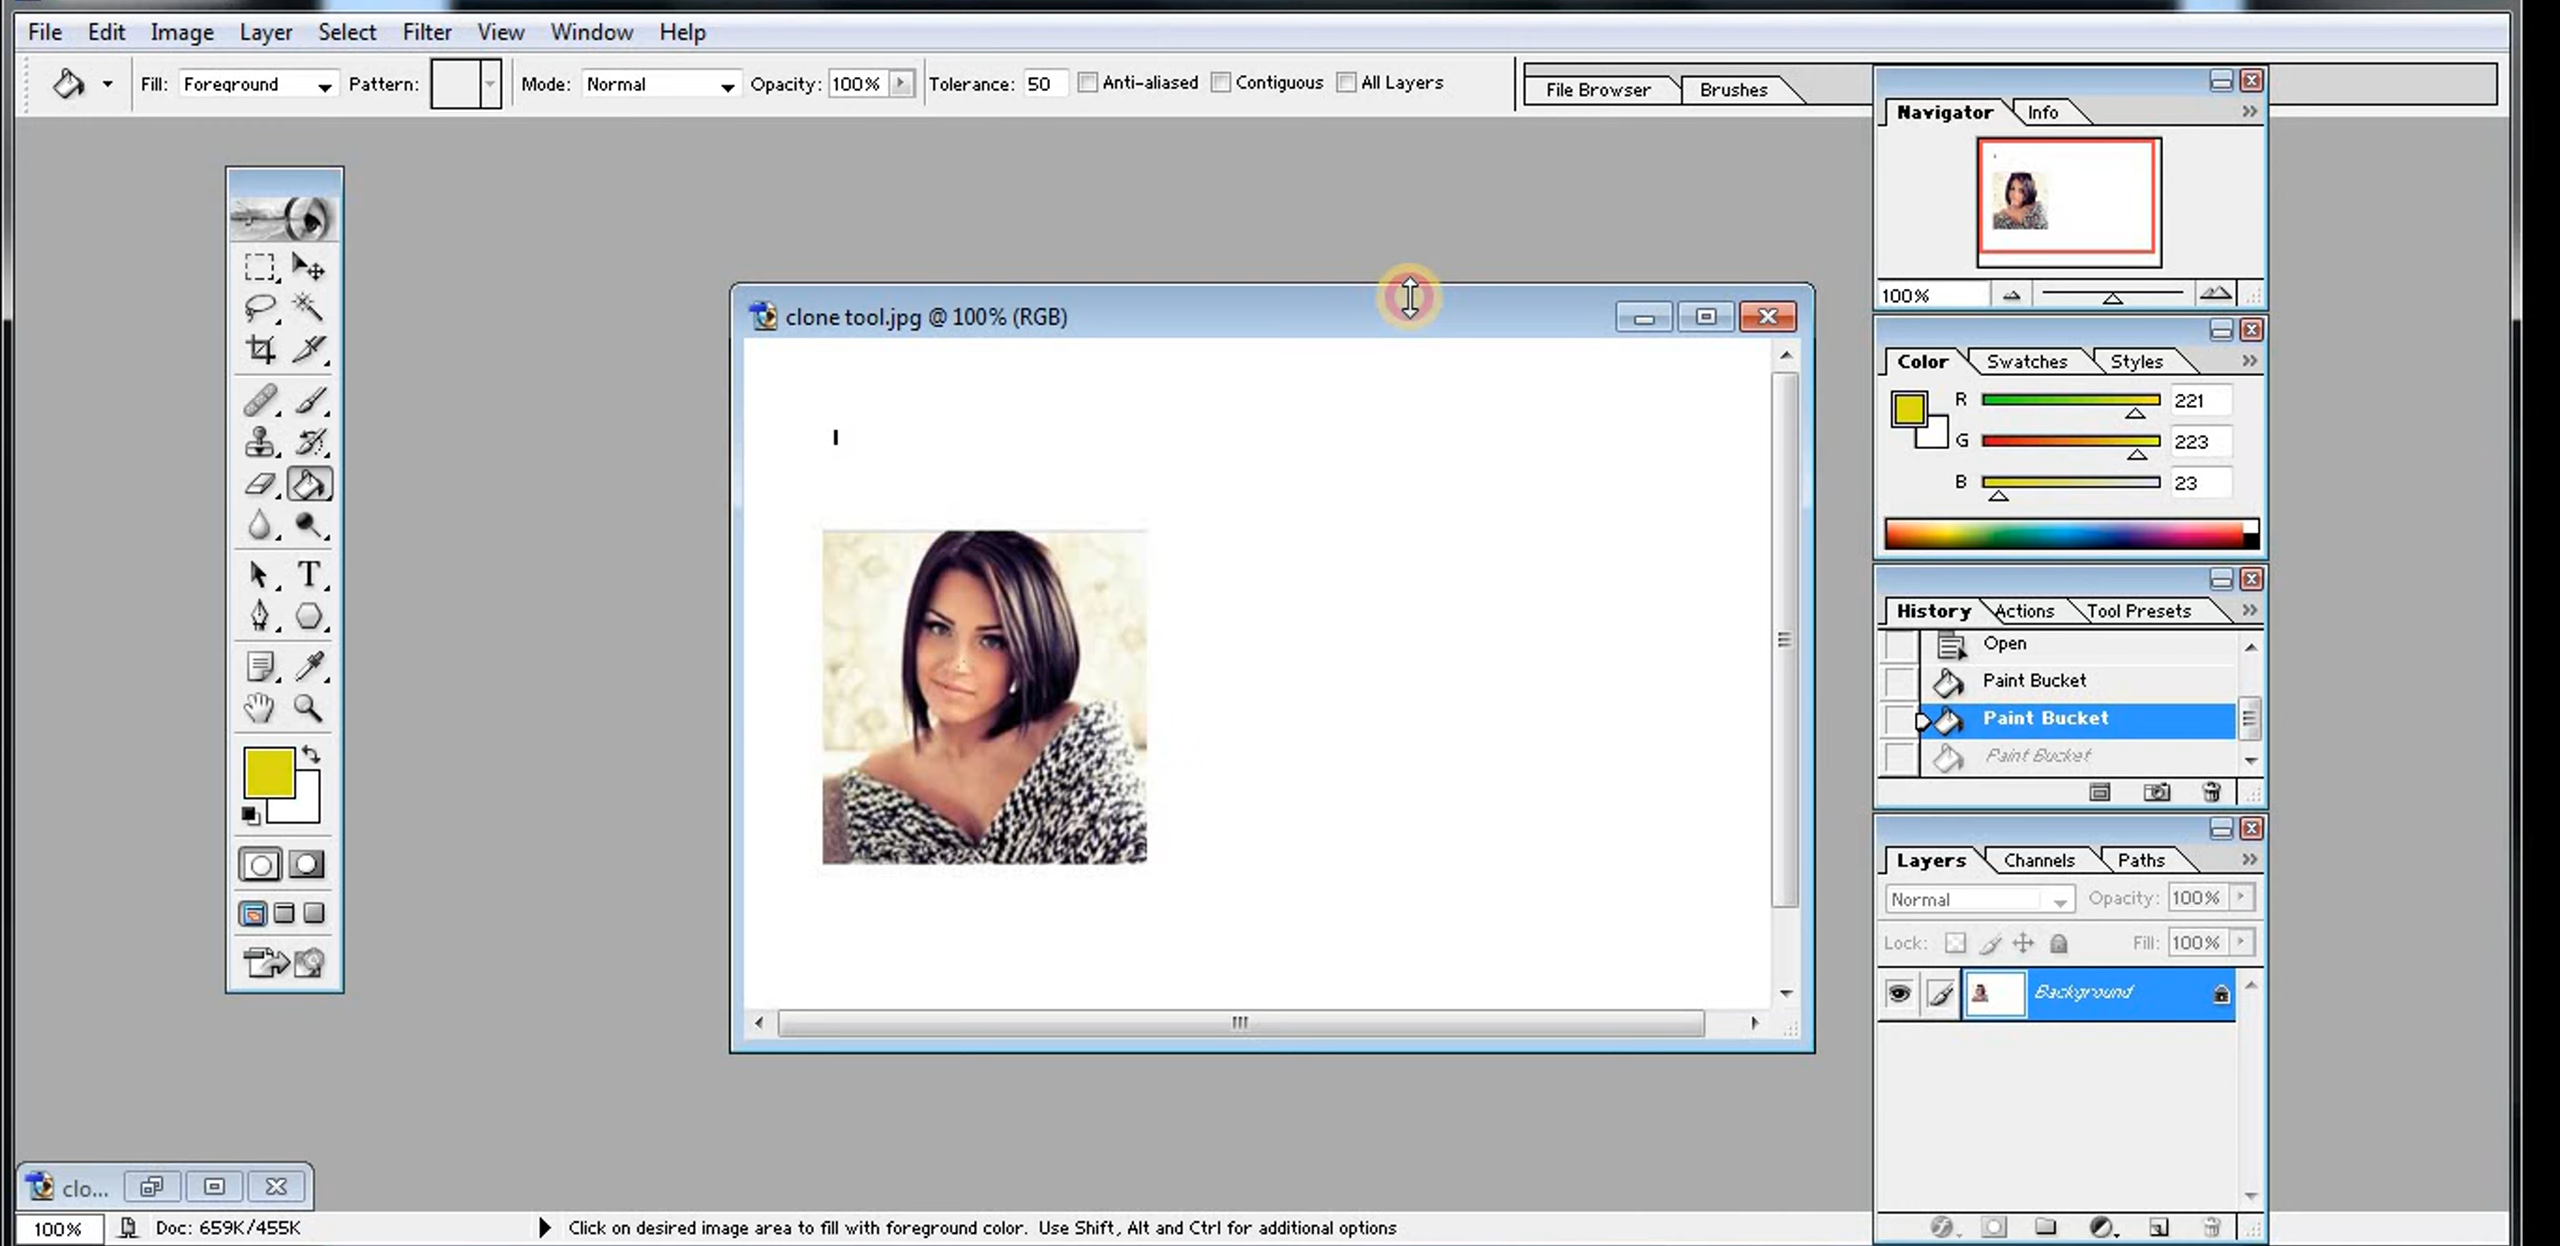 File Edit Image Layer Select Filter View Window Help
Fill: Foreground Pattern: Mode: Normal Opacity: 100% Tolerance: 50 Anti-aliased Contiguous All Layers File Browser Brushes
Navigator Info
100%
clone tool.jpg @ 100% (RGB)
Color Swatches Styles
R 221
G 223
B 23
History Actions Tool Presets
Open
Paint Bucket
Paint Bucket
Paint Bucket
Layers Channels Paths
Normal Opacity: 100%
Lock: Fill: 100%
Background
T
clo...
100% Doc: 659K/455K Click on desired image area to fill with foreground color. Use Shift, Alt and Ctrl for additional options